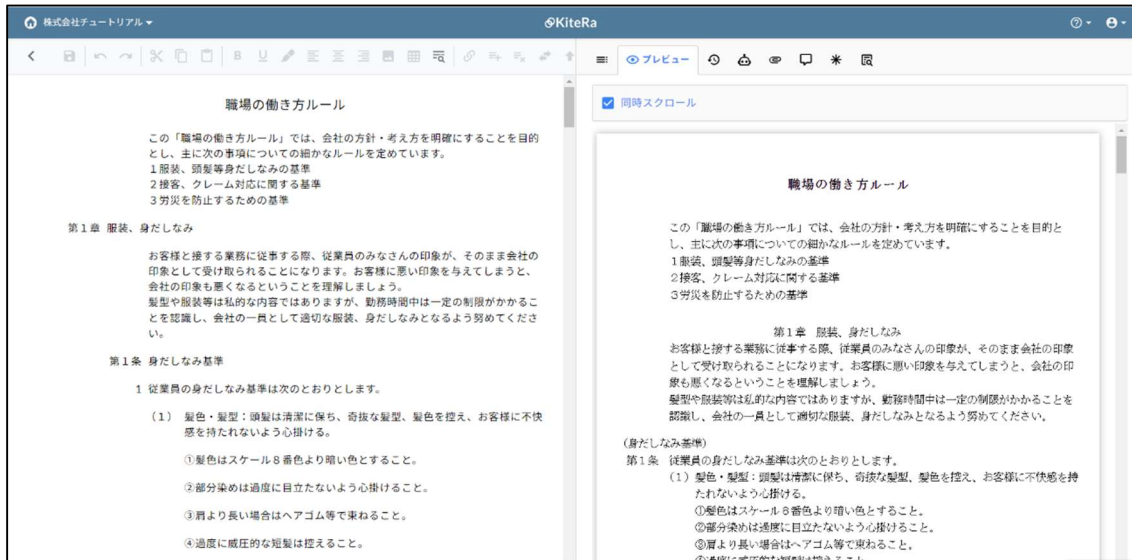 株式会社チュートリアル
KiteRa
B U
プレビュー
同時スクロール
職場の働き方ルール
この「職場の働き方ルール」では、会社の方針・考え方を明確にすることを目的
とし、主に次の事項についての細かなルールを定めています。
1服装、頭髪等身だしなみの基準
2接客、クレーム対応に関する基準
3労災を防止するための基準
第1章 服装、身だしなみ
お客様と接する業務に従事する際、従業員のみなさんの印象が、そのまま会社の
印象として受け取られることになります。お客様に悪い印象を与えてしまうと、
会社の印象も悪くなるということを理解しましょう。
髪型や服装等は私的な内容ではありますが、勤務時間中は一定の制限がかかるこ
とを認識し、会社の一員として適切な服装、身だしなみとなるよう努めてくださ
い。
第1条 身だしなみ基準
1 従業員の身だしなみ基準は次のとおりとします。
(1) 髪色・髪型:頭髪は清潔に保ち、奇抜な髪型、髪色を控え、お客様に不快
感を持たれないよう心掛ける。
①髪色はスケール8番色より暗い色とすること。
②部分染めは過度に目立たないよう心掛けること。
③肩より長い場合はヘアゴム等で束ねること。
④過度に威圧的な短髪は控えること。
職場の働き方ルール
この「職場の働き方ルール」では、会社の方針・考え方を明確にすることを目的と
し、主に次の事項についての細かなルールを定めています。
1服装、頭髪等身だしなみの基準
2接客、クレーム対応に関する基準
3労災を防止するための基準
第1章 服装、身だしなみ
お客様と接する業務に従事する際、従業員のみなさんの印象が、そのまま会社の印象
として受け取られることになります。お客様に悪い印象を与えてしまうと、会社の印
象も悪くなるということを理解しましょう。
髪型や服装等は私的な内容ではありますが、勤務時間中は一定の制限がかかることを
認識し、会社の一員として適切な服装、身だしなみとなるよう努めてください。
(身だしなみ基準)
第1条 従業員の身だしなみ基準は次のとおりとします。
(1)髪色・髪型:頭髪は清潔に保ち、奇抜な髪型、髪色を控え、お客様に不快感を持
たれないよう心掛ける。
①髪色はスケール8番色より暗い色とすること。
②部分染めは過度に目立たないよう心掛けること。
③肩より長い場合はヘアゴム等で束ねること。
④過度に威圧的な短髪は控えること。